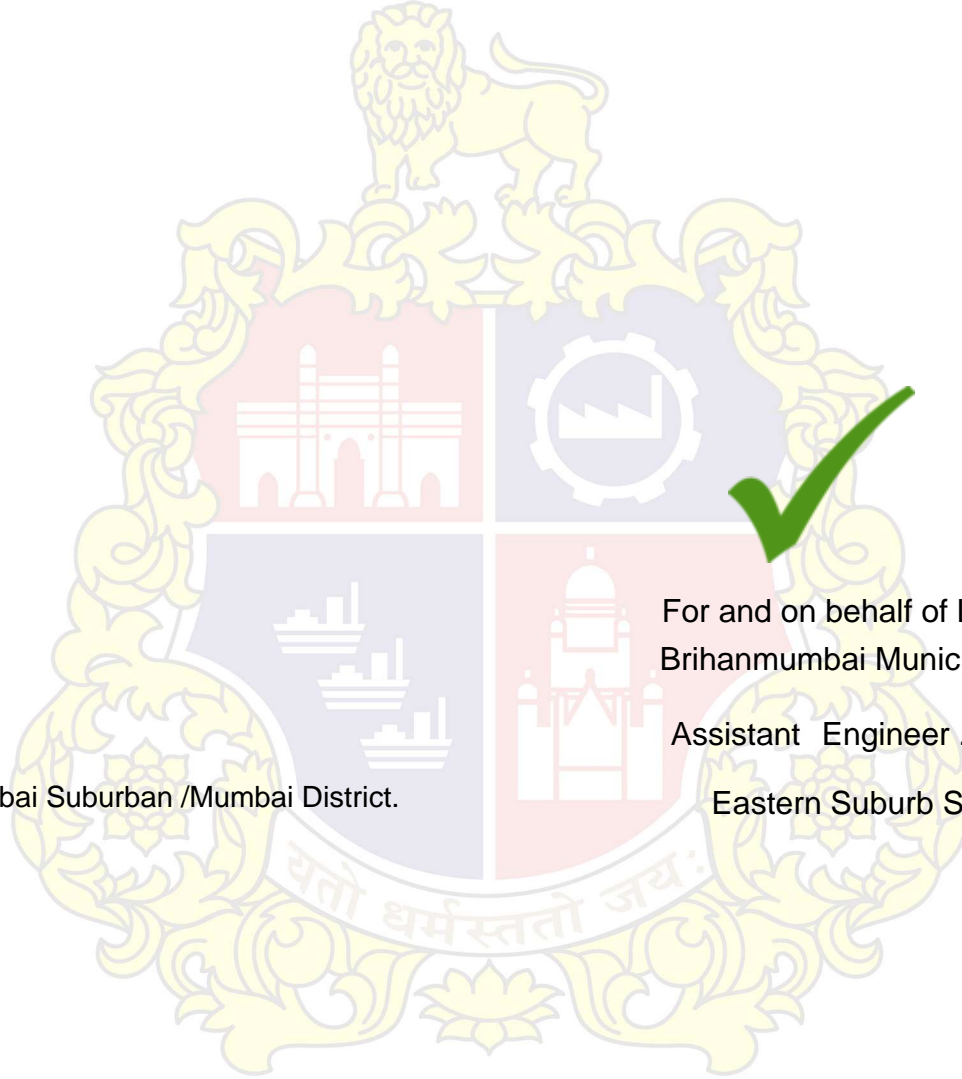 For and on behalf of
Brihanmumbai Munic
Assistant Engineer .
bai Suburban /Mumbai District.
Eastern Suburb S
यतो धर्मस्ततो जय: